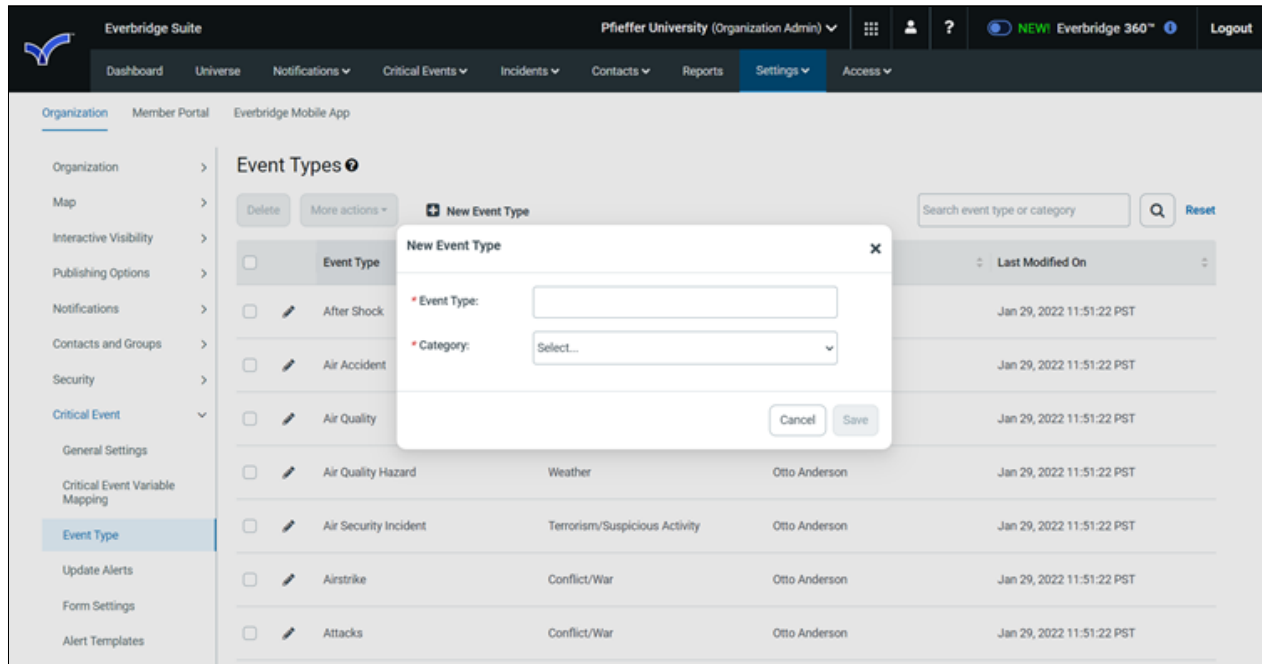 Everbridge Suite
Pfieffer University (Organization Admin)
?
NEW! Everbridge 360™
Logout
Dashboard Universe Notifications Critical Events Incidents Contacts Reports Settings Access
Organization Member Portal Everbridge Mobile App
Organization
Map
Interactive Visibility
Publishing Options
Notifications
Contacts and Groups
Security
Critical Event
General Settings
Critical Event Variable
Mapping
Event Type
Update Alerts
Form Settings
Alert Templates
Event Types
Delete More actions New Event Type Search event type or category Reset
Event Type Last Modified On
After Shock Jan 29, 2022 11:51:22 PST
Air Accident Jan 29, 2022 11:51:22 PST
Air Quality Jan 29, 2022 11:51:22 PST
Air Quality Hazard Weather Otto Anderson Jan 29, 2022 11:51:22 PST
Air Security Incident Terrorism/Suspicious Activity Otto Anderson Jan 29, 2022 11:51:22 PST
Airstrike Conflict/War Otto Anderson Jan 29, 2022 11:51:22 PST
Attacks Conflict/War Otto Anderson Jan 29, 2022 11:51:22 PST
New Event Type
* Event Type:
* Category: Select...
Cancel Save